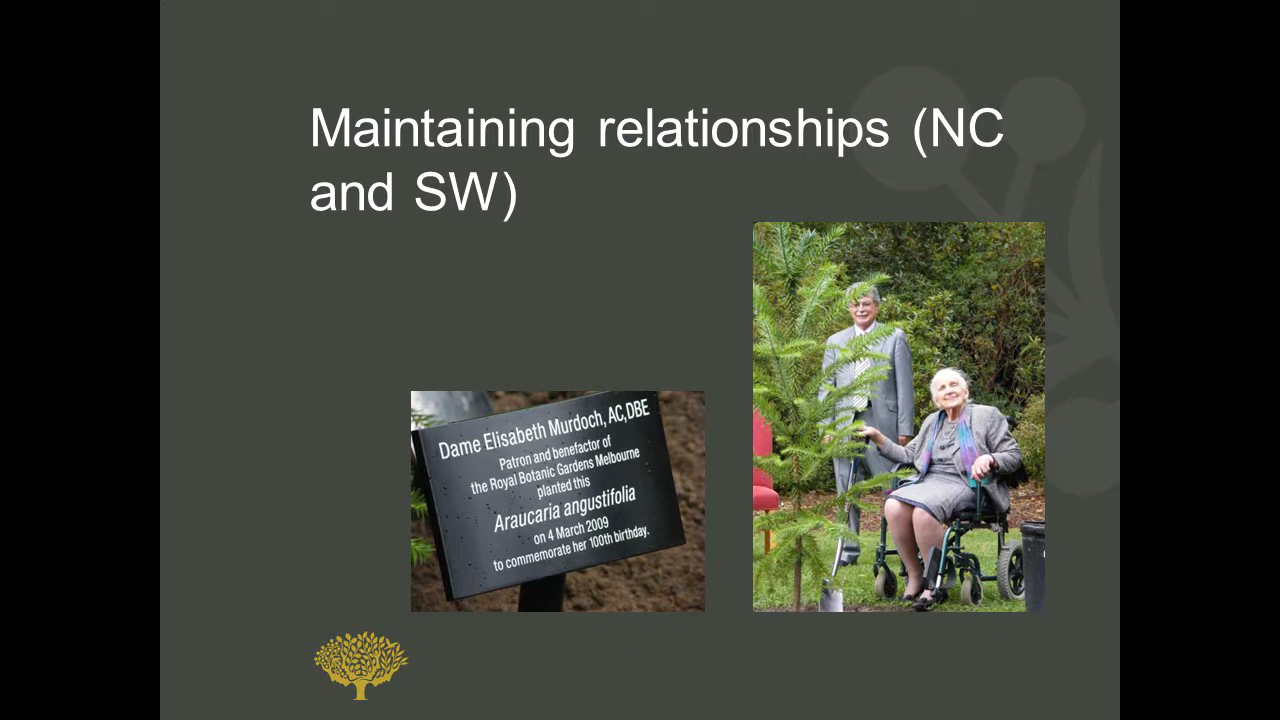 Maintaining relationships (NC
and SW)
Dame Elisabeth Murdoch, AC,DBE
Patron and benefactor of
the Royal Botanic Gardens Melbourne
planted this
Araucaria angustifolia
on 4 March 2009
to commemorate her 100th birthday.